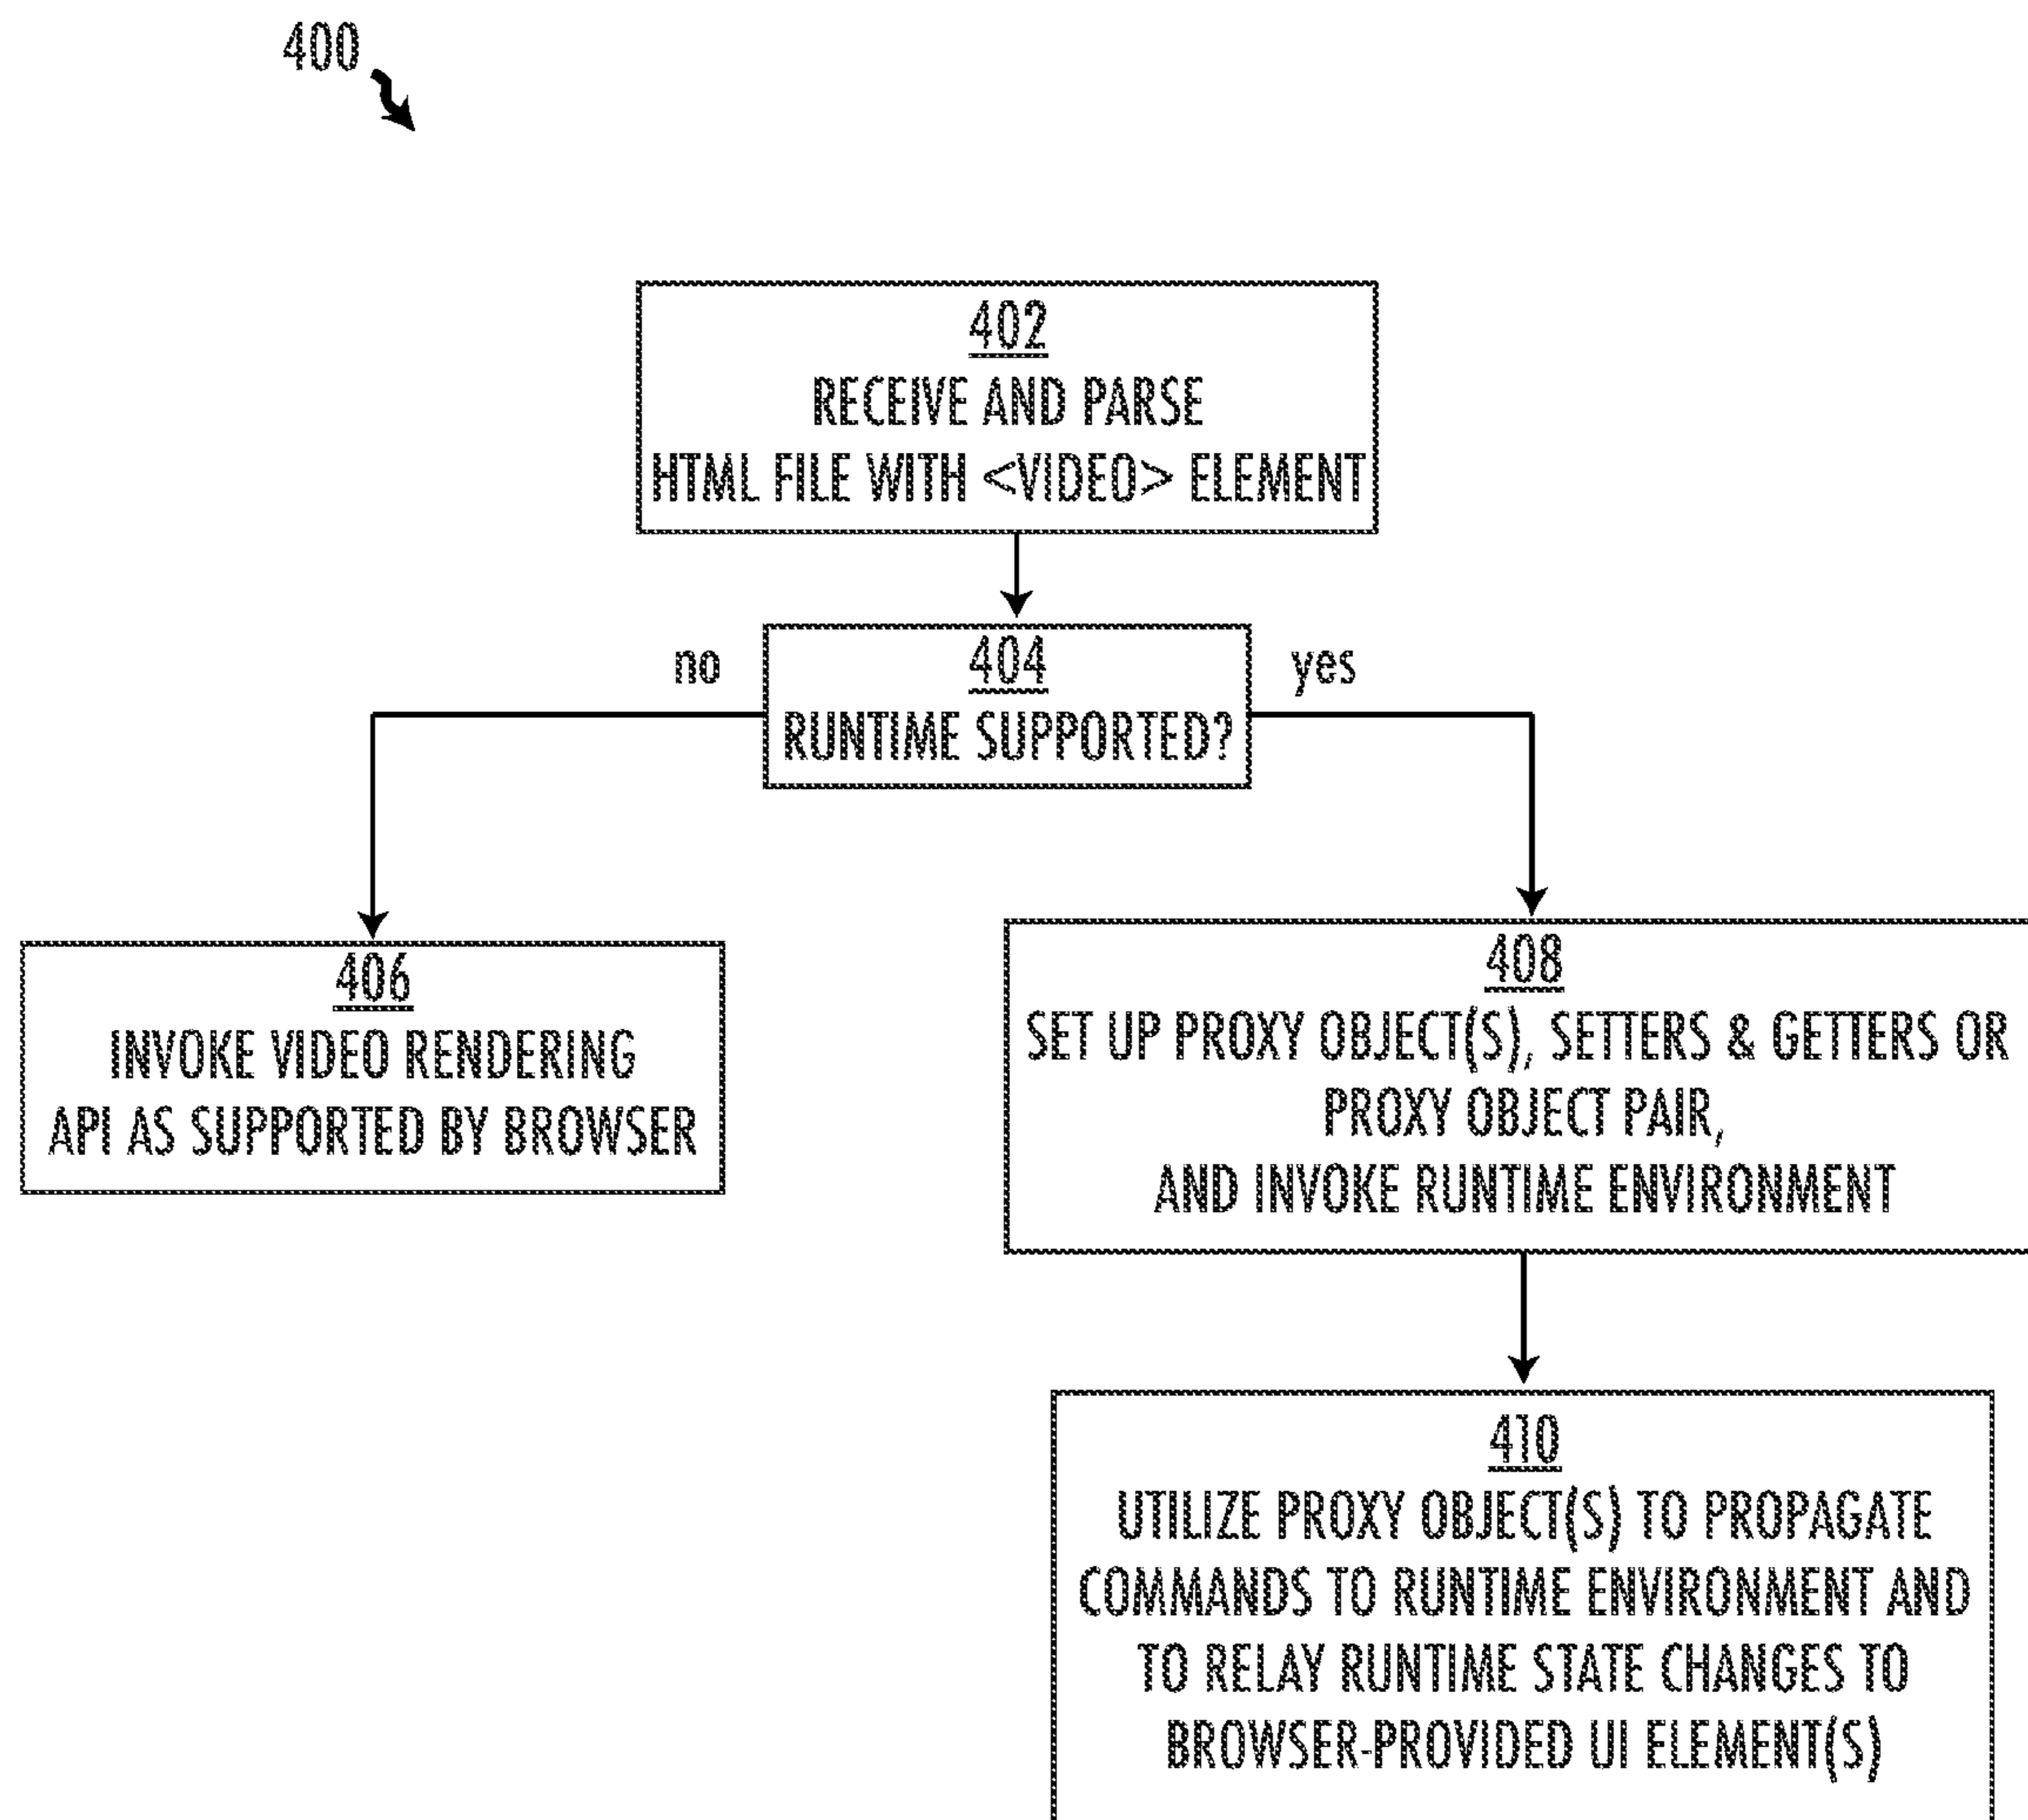 400
402
RECEIVE AND PARSE
HTML FILE WITH <VIDEO> ELEMENT
no
404
yes
RUNTIME SUPPORTED?
406
INVOKE VIDEO RENDERING
API AS SUPPORTED BY BROWSER
408
SET UP PROXY OBJECT(S), SETTERS & GETTERS OR
PROXY OBJECT PAIR,
AND INVOKE RUNTIME ENVIRONMENT
410
UTILIZE PROXY OBJECT(S) TO PROPAGATE
COMMANDS TO RUNTIME ENVIRONMENT AND
TO RELAY RUNTIME STATE CHANGES TO
BROWSER-PROVIDED UI ELEMENT(S)